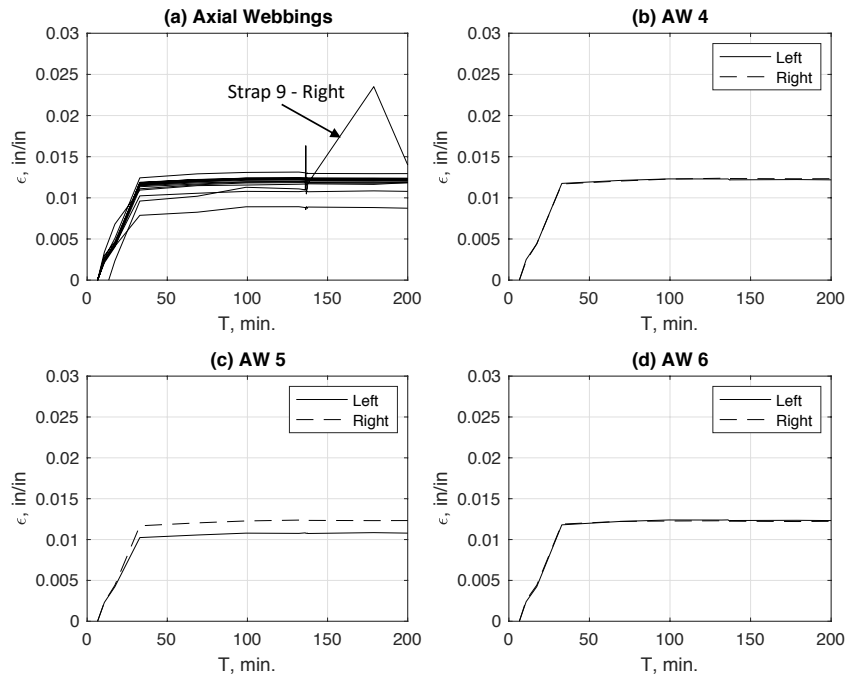 (a) Axial Webbings
0.03
0.025
0.02
0.015
0.01
0.005
0
ϵ, in/in
Strap 9 - Right
0 50 100 150 200
T, min.
(b) AW 4
0.03
0.025
0.02
0.015
0.01
0.005
0
ϵ, in/in
Left
Right
0 50 100 150 200
T, min.
(c) AW 5
0.03
0.025
0.02
0.015
0.01
0.005
0
ϵ, in/in
Left
Right
0 50 100 150 200
T, min.
(d) AW 6
0.03
0.025
0.02
0.015
0.01
0.005
0
ϵ, in/in
Left
Right
0 50 100 150 200
T, min.